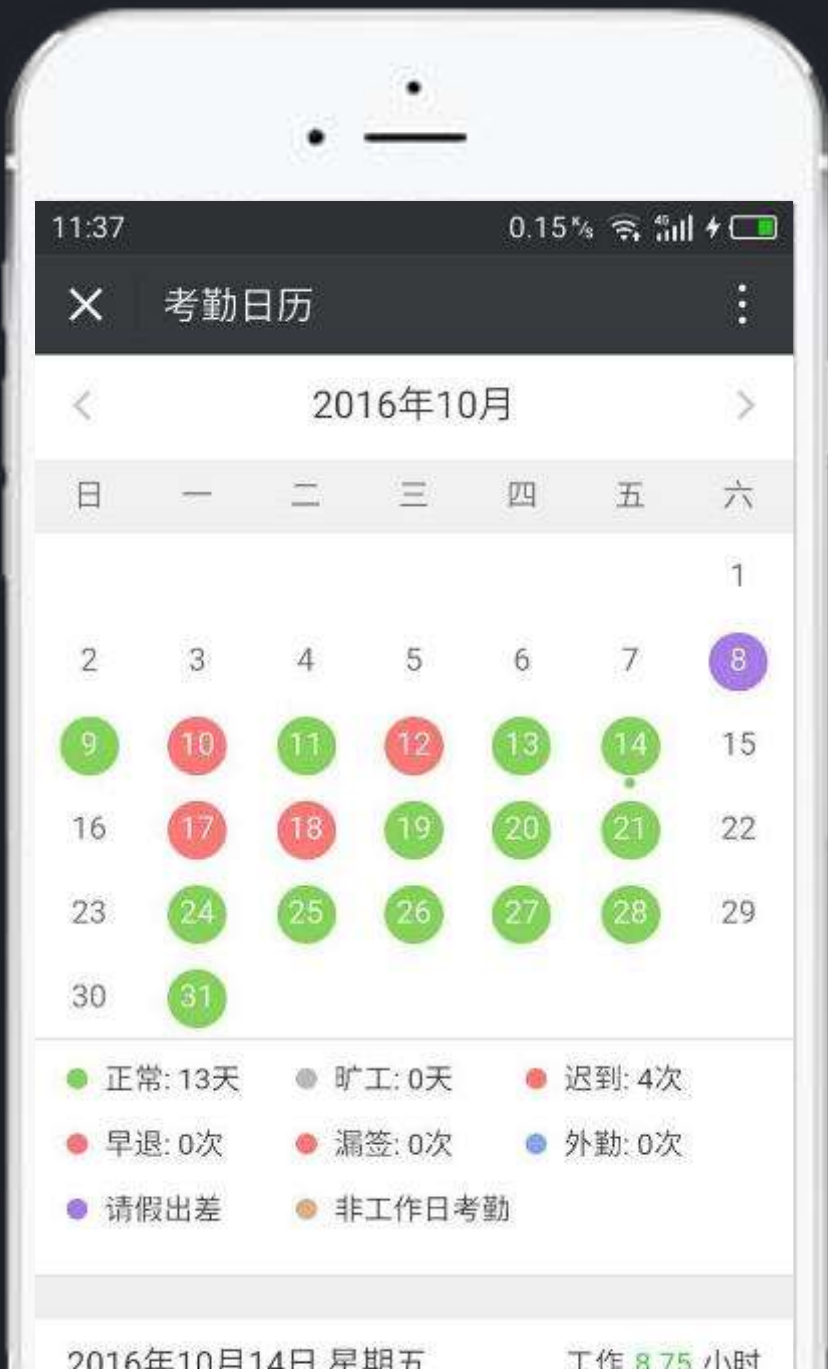 11:37 0.15 K/s 4G
考勤日历
2016年10月
日 一 二 三 四 五 六
1
2 3 4 5 6 7 8
9 10 11 12 13 14 15
16 17 18 19 20 21 22
23 24 25 26 27 28 29
30 31
正常: 13天 旷工: 0天 迟到: 4次
早退: 0次 漏签: 0次 外勤: 0次
请假出差 非工作日考勤
2016年10月14日 星期五 工作 8.75 小时